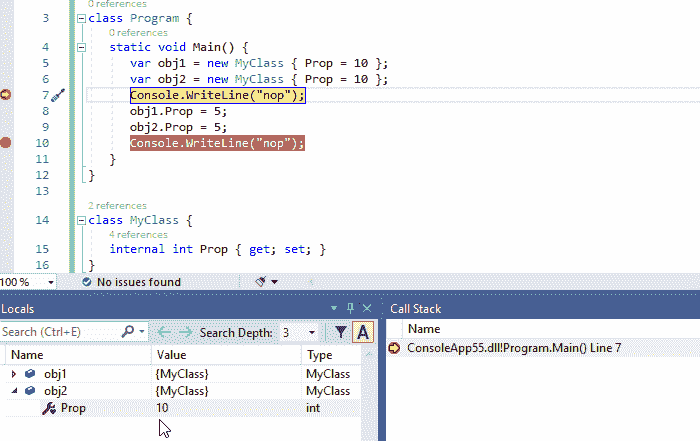 3 class Program {
0 references
4 static void Main() {
5 var obj1 = new MyClass { Prop = 10 };
6 var obj2 = new MyClass { Prop = 10 };
7 Console.WriteLine("nop");
8 obj1.Prop = 5;
9 obj2.Prop = 5;
10 Console.WriteLine("nop");
11 }
12 }
13
2 references
14 class MyClass {
4 references
15 internal int Prop { get; set; }
16 }
100 % No issues found
Locals
Search (Ctrl+E) Search Depth: 3 A
Name Value Type
obj1 {MyClass} MyClass
obj2 {MyClass} MyClass
Prop 10 int
Call Stack
Name
ConsoleApp55.dll!Program.Main() Line 7